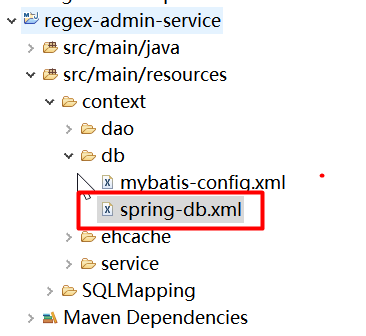 regex-admin-service
src/main/java
src/main/resources
context
dao
db
mybatis-config.xml
spring-db.xml
ehcache
service
SQLMapping
Maven Dependencies